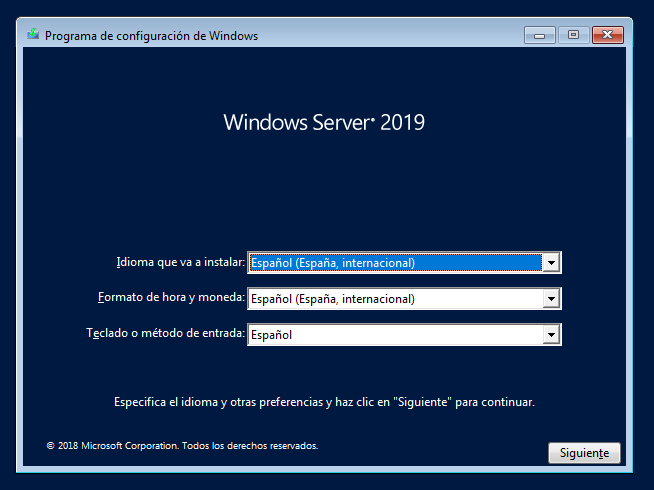 Programa de configuración de Windows
Windows Server® 2019
Idioma que va a instalar: Español (España, internacional)
Formato de hora y moneda: Español (España, internacional)
Teclado o método de entrada: Español
Especifica el idioma y otras preferencias y haz clic en "Siguiente" para continuar.
© 2018 Microsoft Corporation. Todos los derechos reservados.
Siguiente